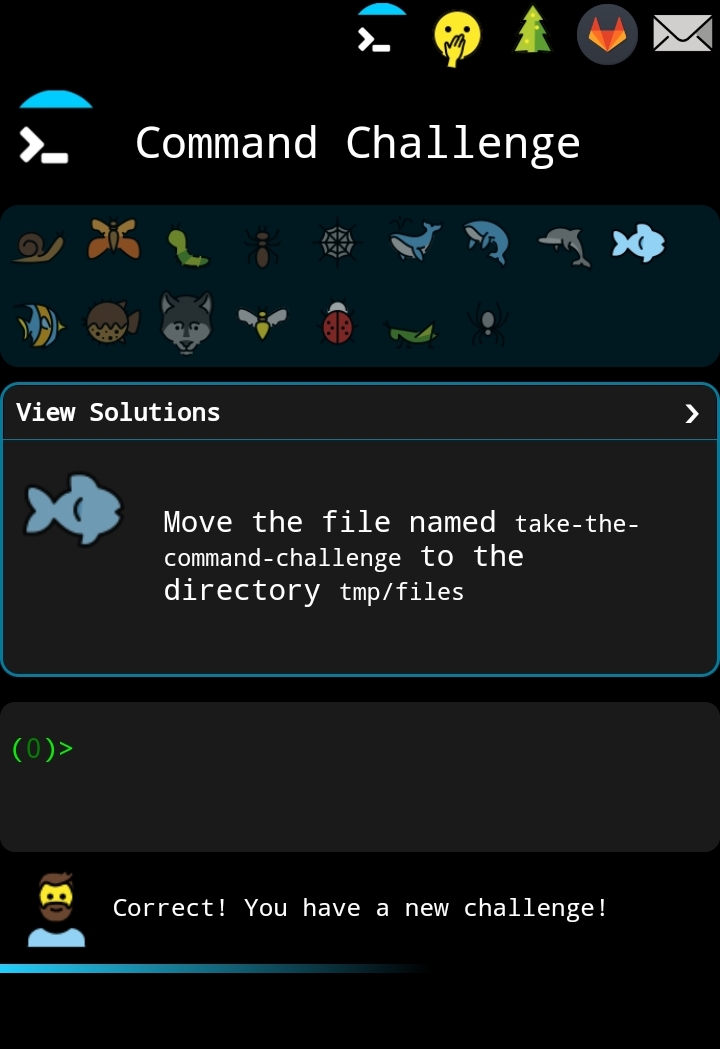 Command Challenge
View Solutions ❯
Move the file named take-the-
command-challenge to the
directory tmp/files
(0)>
Correct! You have a new challenge!